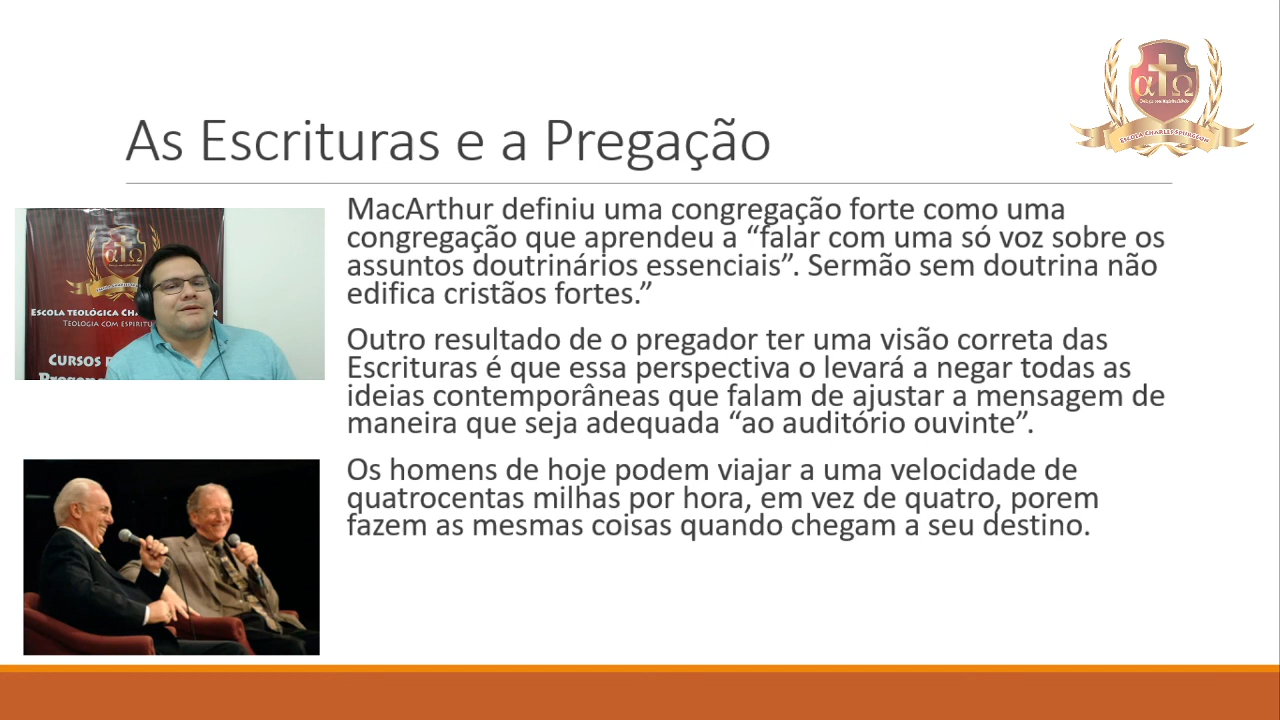 As Escrituras e a Pregação
α Ω
ESCOLA CHARLES SPURGEON
MacArthur definiu uma congregação forte como uma
congregação que aprendeu a “falar com uma só voz sobre os
assuntos doutrinários essenciais”. Sermão sem doutrina não
edifica cristãos fortes.”
Outro resultado de o pregador ter uma visão correta das
Escrituras é que essa perspectiva o levará a negar todas as
ideias contemporâneas que falam de ajustar a mensagem de
maneira que seja adequada “ao auditório ouvinte”.
Os homens de hoje podem viajar a uma velocidade de
quatrocentas milhas por hora, em vez de quatro, porem
fazem as mesmas coisas quando chegam a seu destino.
α Ω
ESCOLA TEOLÓGICA
TEOLOGIA COM
CURSOS